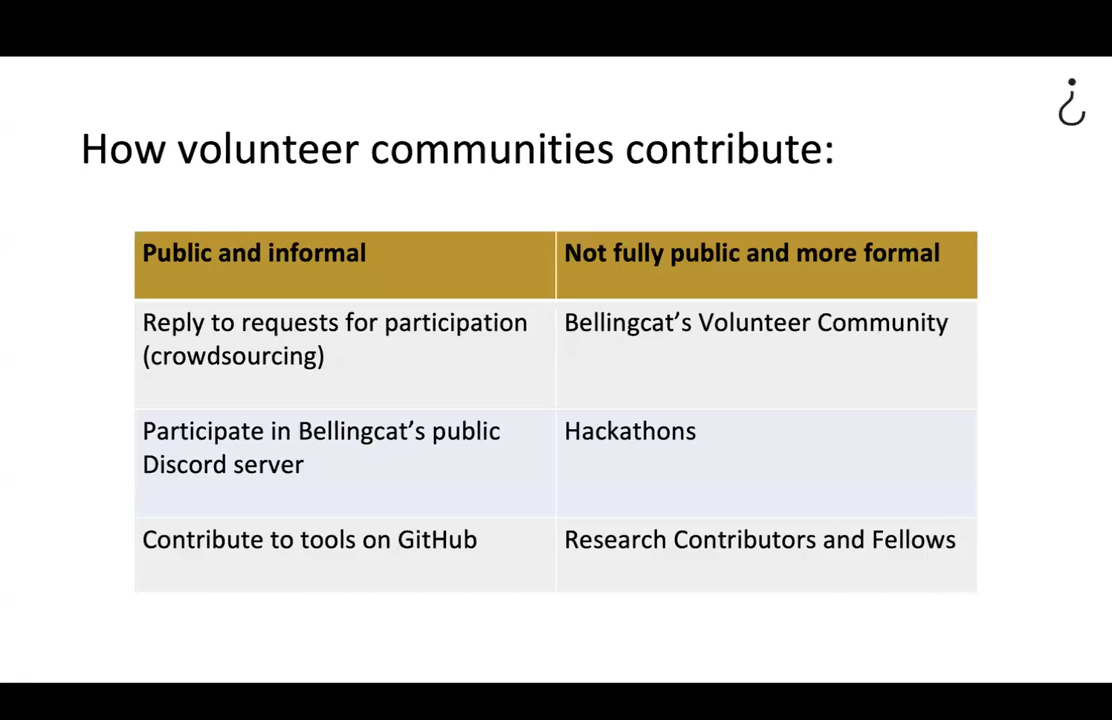 How volunteer communities contribute:
Public and informal
Not fully public and more formal
Reply to requests for participation
(crowdsourcing)
Bellingcat’s Volunteer Community
Participate in Bellingcat’s public
Discord server
Hackathons
Contribute to tools on GitHub
Research Contributors and Fellows